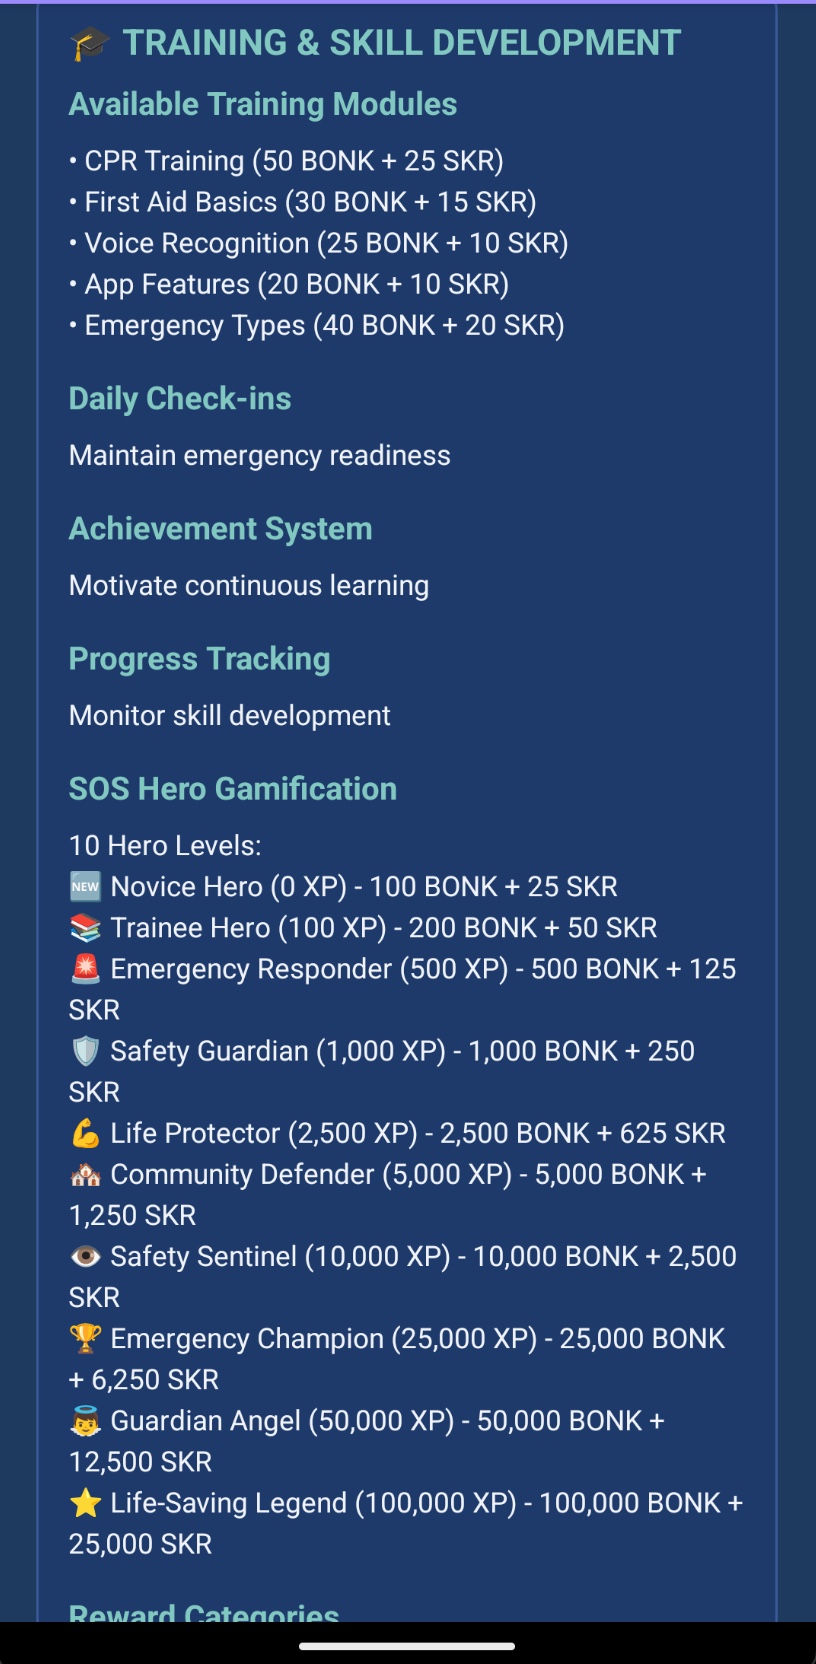 🎓 TRAINING & SKILL DEVELOPMENT
Available Training Modules
• CPR Training (50 BONK + 25 SKR)
• First Aid Basics (30 BONK + 15 SKR)
• Voice Recognition (25 BONK + 10 SKR)
• App Features (20 BONK + 10 SKR)
• Emergency Types (40 BONK + 20 SKR)
Daily Check-ins
Maintain emergency readiness
Achievement System
Motivate continuous learning
Progress Tracking
Monitor skill development
SOS Hero Gamification
10 Hero Levels:
🆕 Novice Hero (0 XP) - 100 BONK + 25 SKR
📚 Trainee Hero (100 XP) - 200 BONK + 50 SKR
🚨 Emergency Responder (500 XP) - 500 BONK + 125
SKR
🛡️ Safety Guardian (1,000 XP) - 1,000 BONK + 250
SKR
💪 Life Protector (2,500 XP) - 2,500 BONK + 625 SKR
🏘️ Community Defender (5,000 XP) - 5,000 BONK +
1,250 SKR
👁️ Safety Sentinel (10,000 XP) - 10,000 BONK + 2,500
SKR
🏆 Emergency Champion (25,000 XP) - 25,000 BONK
+ 6,250 SKR
👼 Guardian Angel (50,000 XP) - 50,000 BONK +
12,500 SKR
⭐ Life-Saving Legend (100,000 XP) - 100,000 BONK +
25,000 SKR
Reward Categories